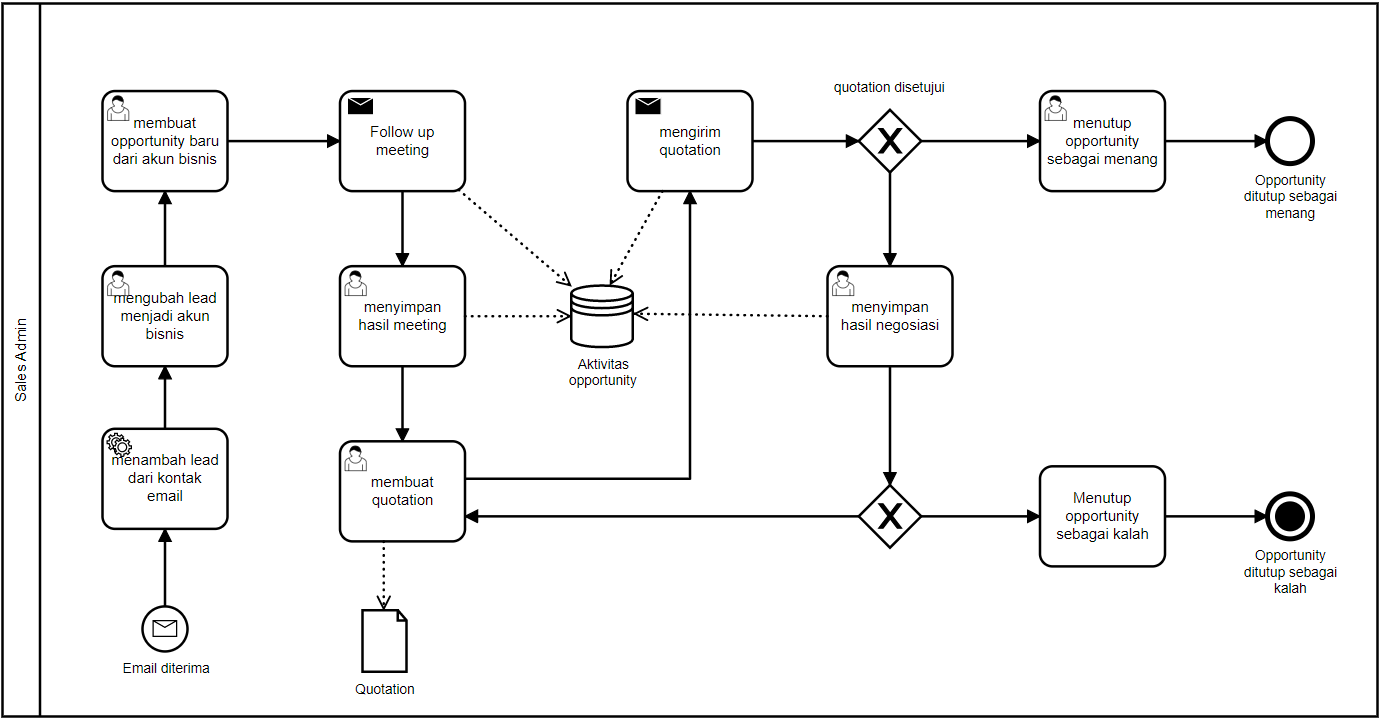 Sales Admin
quotation disetujui
membuat
opportunity baru
dari akun bisnis
Follow up
meeting
mengirim
quotation
menutup
opportunity
sebagai menang
Opportunity
ditutup sebagai
menang
mengubah lead
menjadi akun
bisnis
menyimpan
hasil meeting
Aktivitas
opportunity
menyimpan
hasil negosiasi
menambah lead
dari kontak
email
membuat
quotation
Menutup
opportunity
sebagai kalah
Opportunity
ditutup sebagai
kalah
Email diterima
Quotation